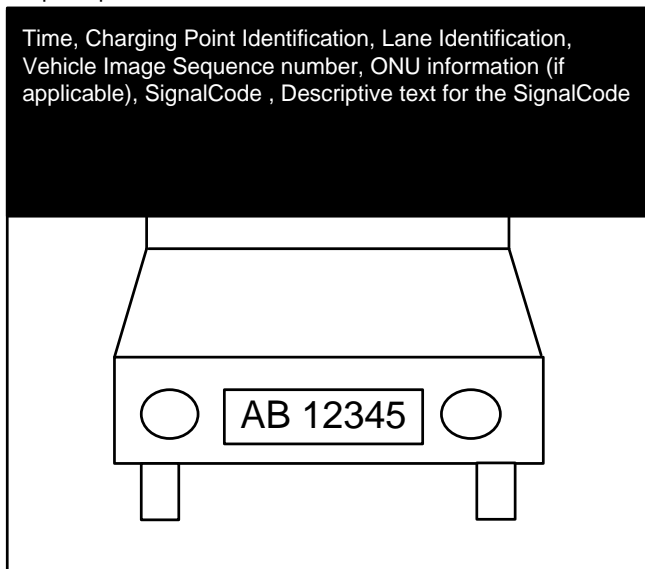 Time, Charging Point Identification, Lane Identification,
Vehicle Image Sequence number, ONU information (if
applicable), SignalCode , Descriptive text for the SignalCode
AB 12345